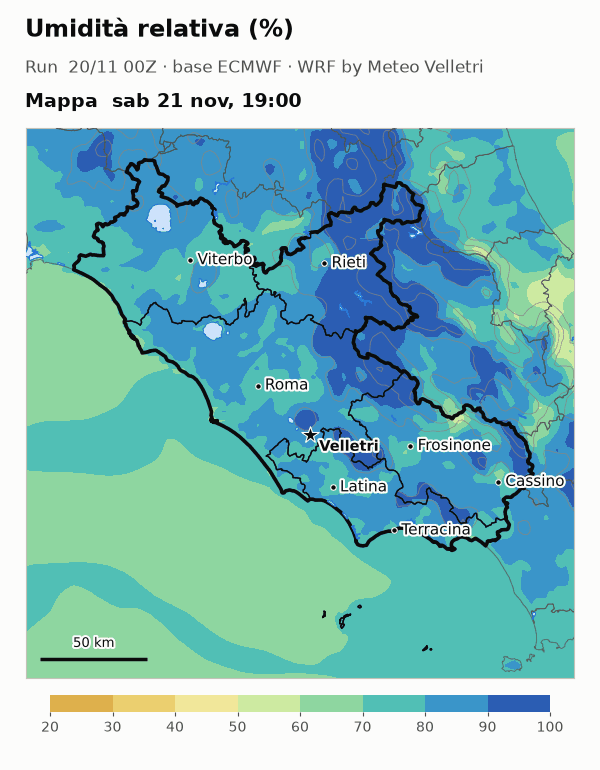 Umidità relativa (%)
Run 20/11 00Z · base ECMWF · WRF by Meteo Velletri
Mappa sab 21 nov, 19:00
Viterbo
Rieti
Roma
Velletri
Frosinone
Latina
Cassino
Terracina
50 km
20 30 40 50 60 70 80 90 100